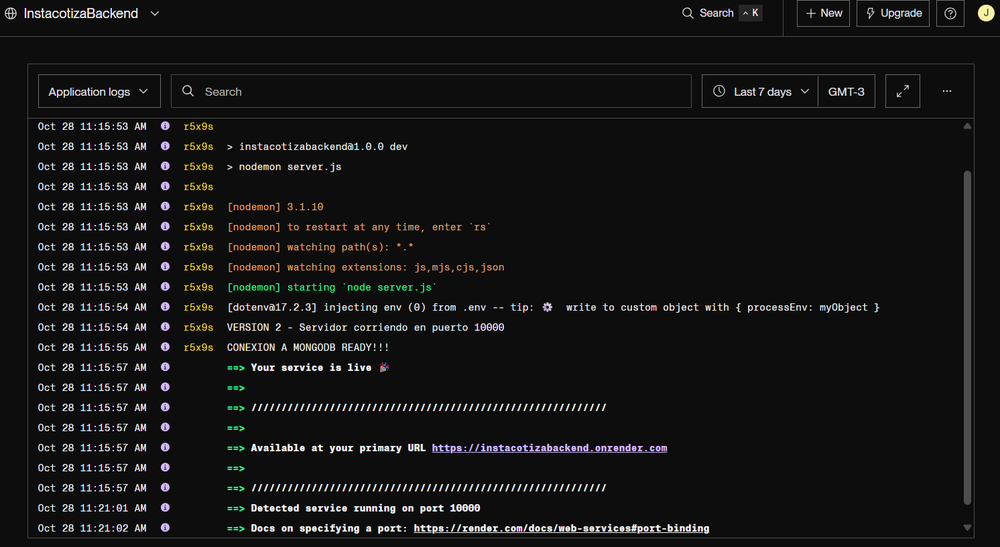 InstacotizaBackend
Search ^ K
+ New
Upgrade
J
Application logs
Search
Last 7 days
GMT-3
Oct 28 11:15:53 AM r5x9s
Oct 28 11:15:53 AM r5x9s > instacotizabackend@1.0.0 dev
Oct 28 11:15:53 AM r5x9s > nodemon server.js
Oct 28 11:15:53 AM r5x9s
Oct 28 11:15:53 AM r5x9s [nodemon] 3.1.10
Oct 28 11:15:53 AM r5x9s [nodemon] to restart at any time, enter `rs`
Oct 28 11:15:53 AM r5x9s [nodemon] watching path(s): *.*
Oct 28 11:15:53 AM r5x9s [nodemon] watching extensions: js,mjs,cjs,json
Oct 28 11:15:53 AM r5x9s [nodemon] starting `node server.js`
Oct 28 11:15:54 AM r5x9s [dotenv@17.2.3] injecting env (0) from .env -- tip: ⚙️ write to custom object with { processEnv: myObject }
Oct 28 11:15:54 AM r5x9s VERSION 2 - Servidor corriendo en puerto 10000
Oct 28 11:15:55 AM r5x9s CONEXION A MONGODB READY!!!
Oct 28 11:15:57 AM ==> Your service is live 🎉
Oct 28 11:15:57 AM ==>
Oct 28 11:15:57 AM ==> ///////////////////////////////////////////////////////////
Oct 28 11:15:57 AM ==>
Oct 28 11:15:57 AM ==> Available at your primary URL https://instacotizabackend.onrender.com
Oct 28 11:15:57 AM ==>
Oct 28 11:15:57 AM ==> ///////////////////////////////////////////////////////////
Oct 28 11:21:01 AM ==> Detected service running on port 10000
Oct 28 11:21:02 AM ==> Docs on specifying a port: https://render.com/docs/web-services#port-binding